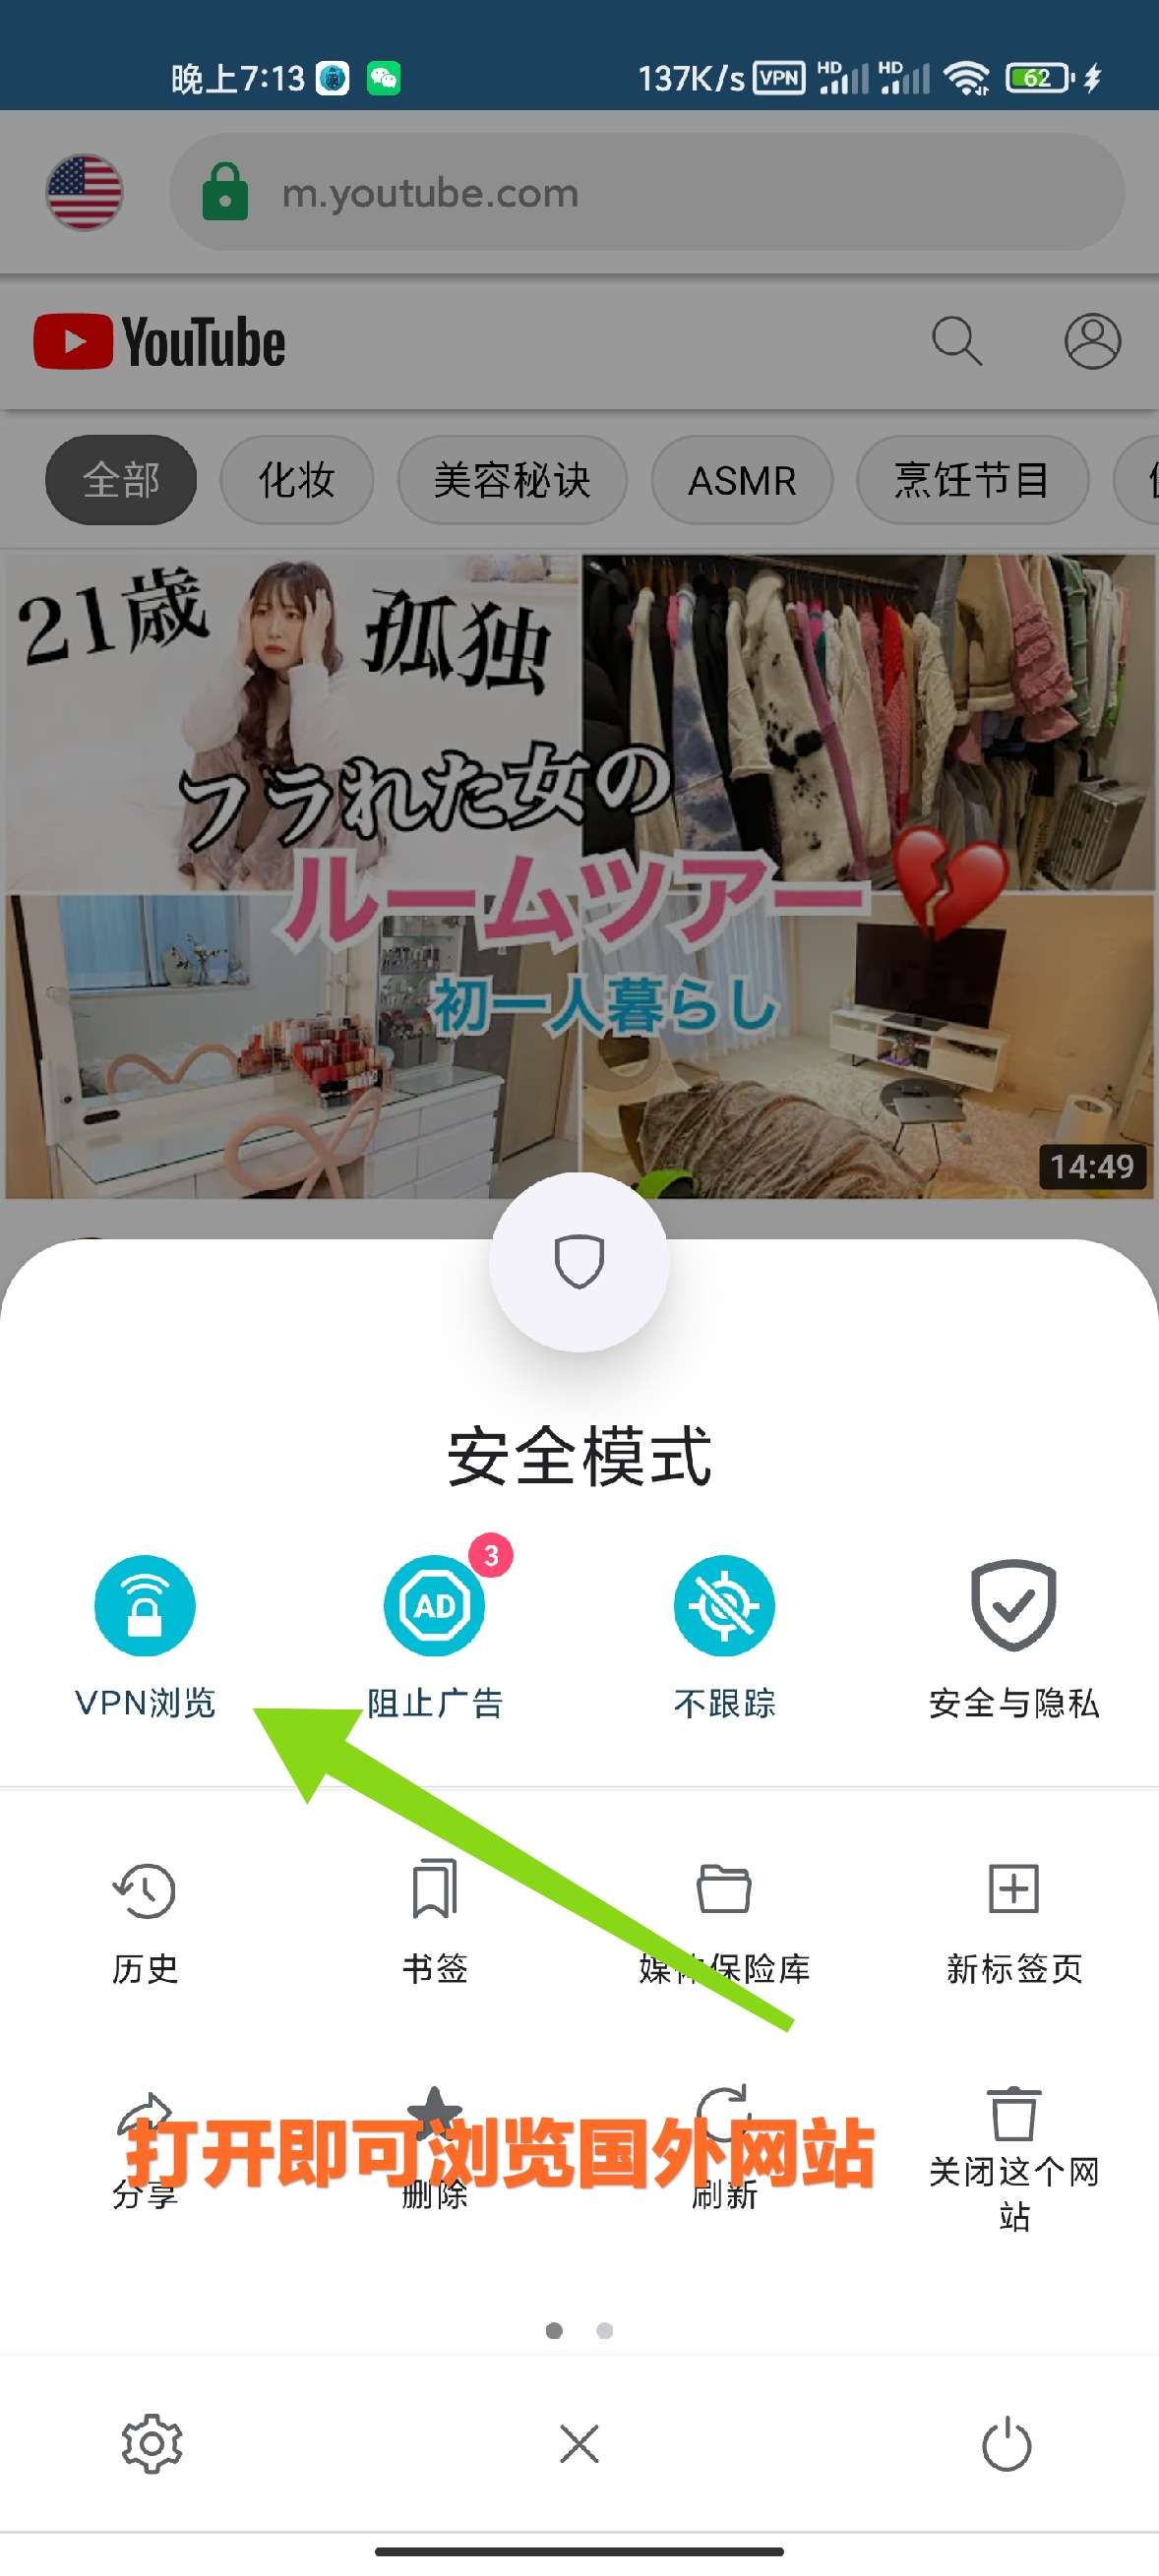 晚上7:13 137K/s VPN HD HD 62
m.youtube.com
YouTube
全部 化妆 美容秘诀 ASMR 烹饪节目
21歳 孤独
フラれた女の
ルームツアー
初一人暮らし
14:49
安全模式
3
AD
VPN浏览 阻止广告 不跟踪 安全与隐私
历史 书签 媒体保险库 新标签页
打开即可浏览国外网站
分享 删除 刷新 关闭这个网
站